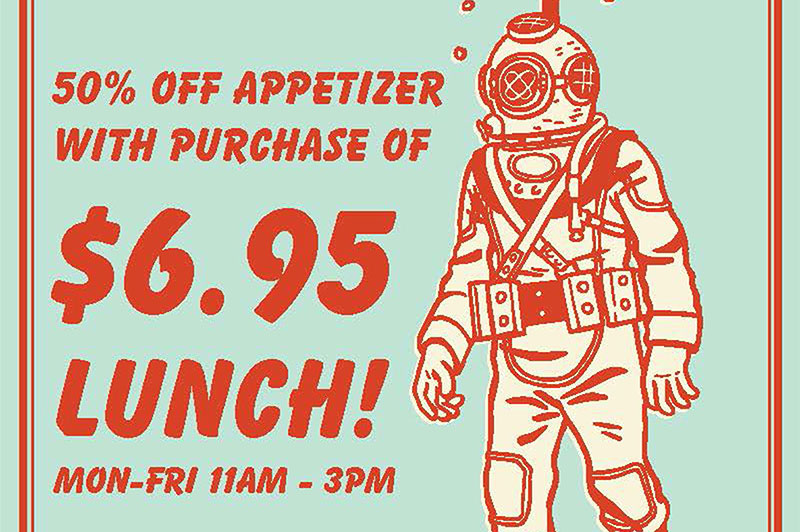 50% OFF APPETIZER
WITH PURCHASE OF
$6.95
LUNCH!
MON-FRI 11AM - 3PM